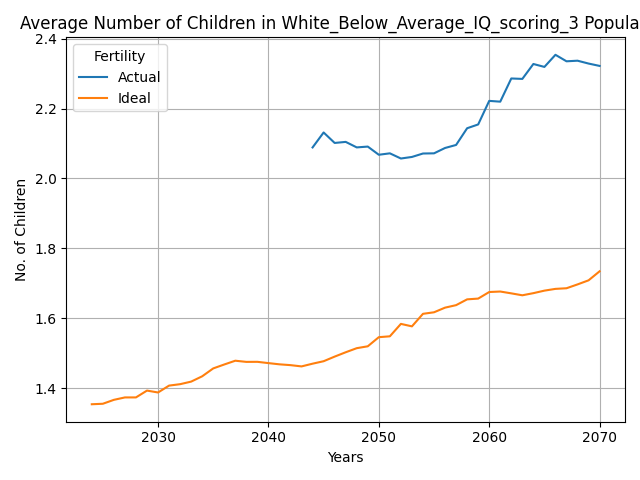 Average Number of Children in White_Below_Average_IQ_scoring_3 Popula
Fertility
Actual
Ideal
No. of Children
2.4
2.2
2.0
1.8
1.6
1.4
2030 2040 2050 2060 2070
Years